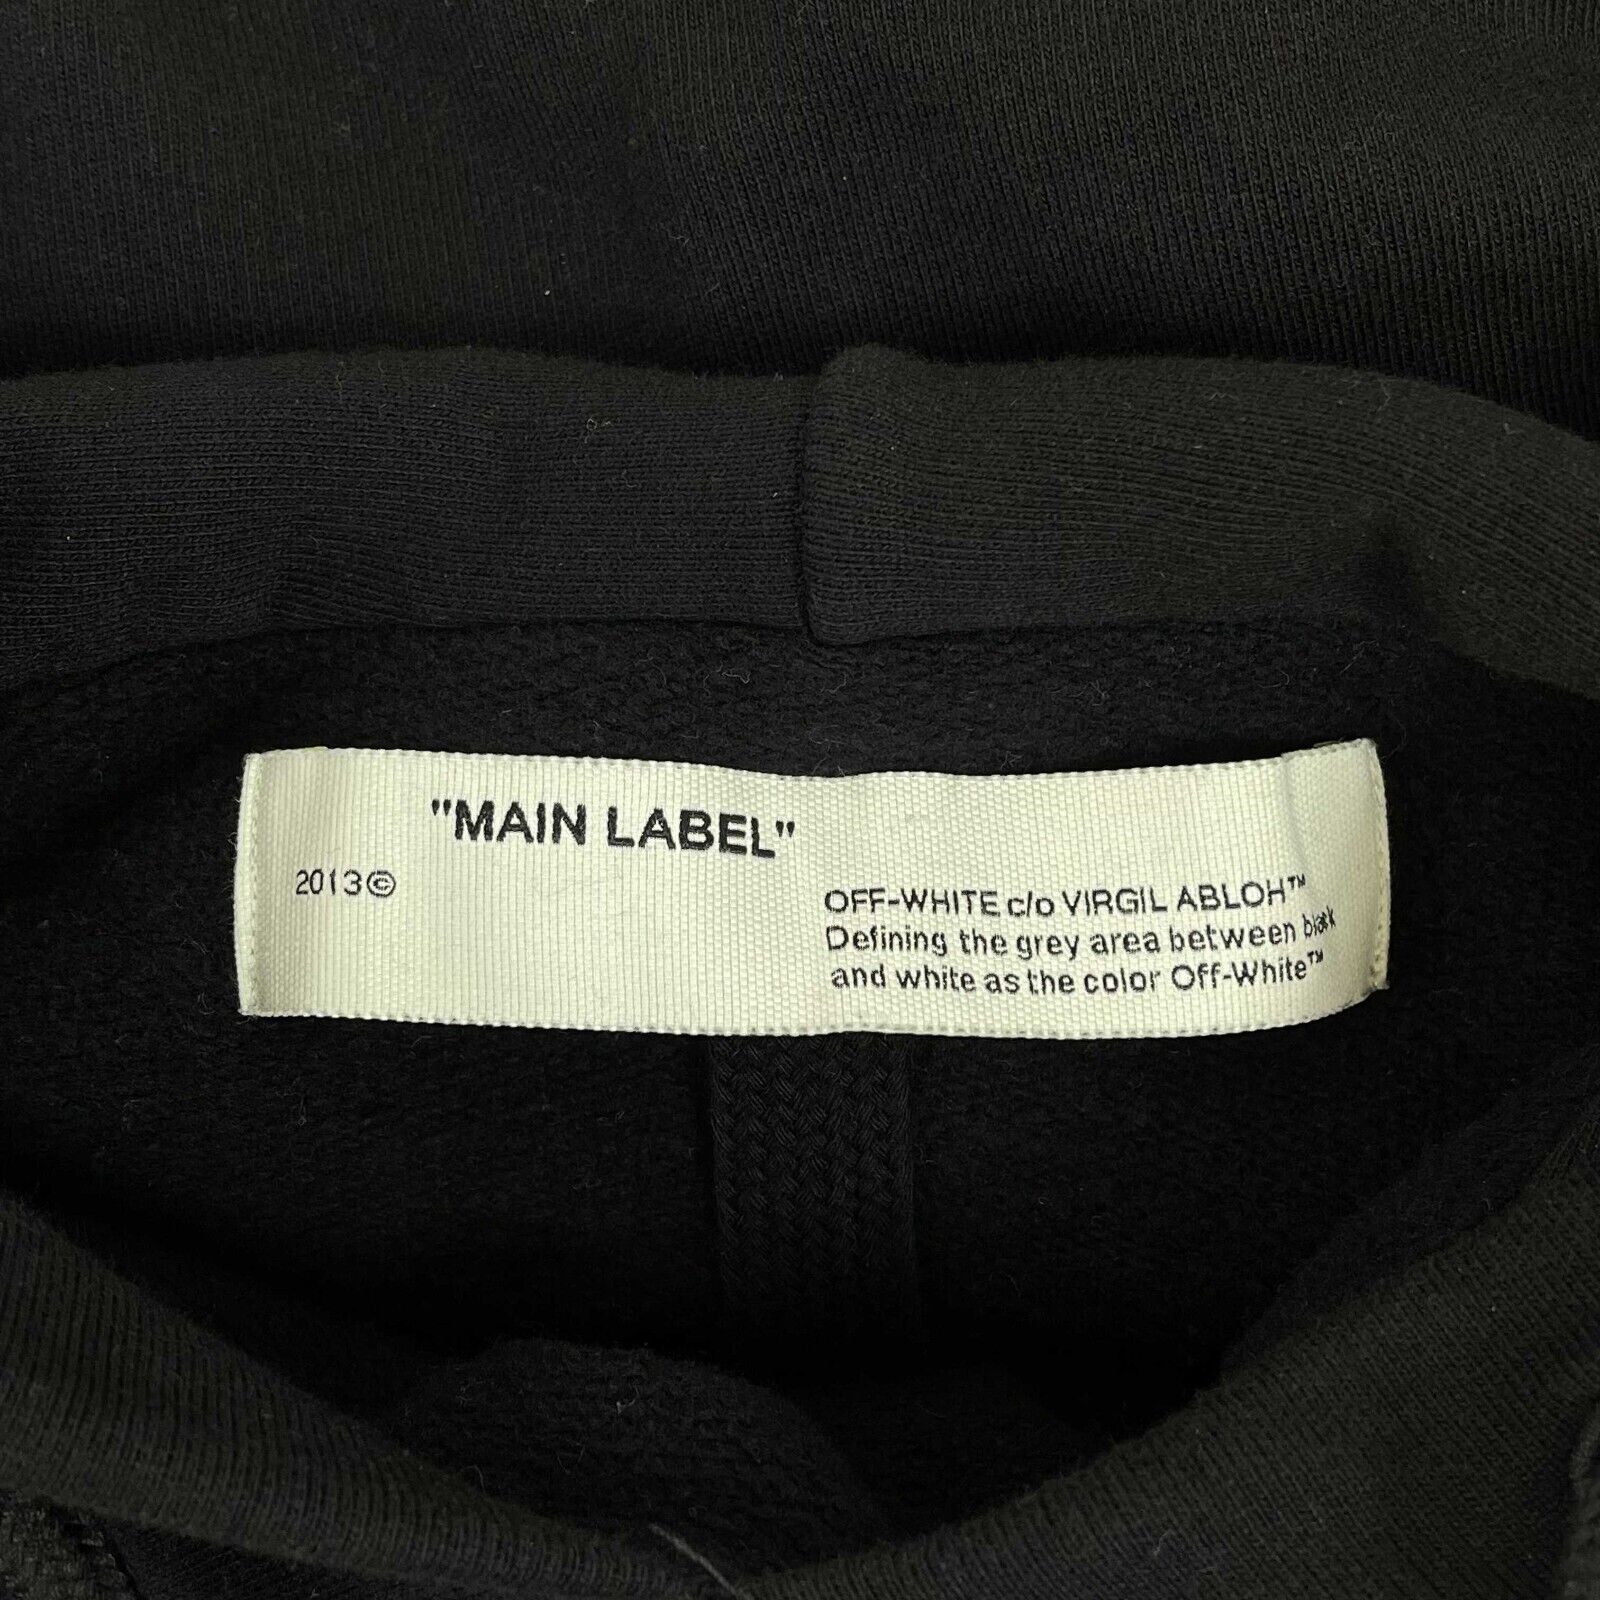 "MAIN LABEL"
2013©
OFF-WHITE c/o VIRGIL ABLOH™
Defining the grey area between black
and white as the color Off-White™